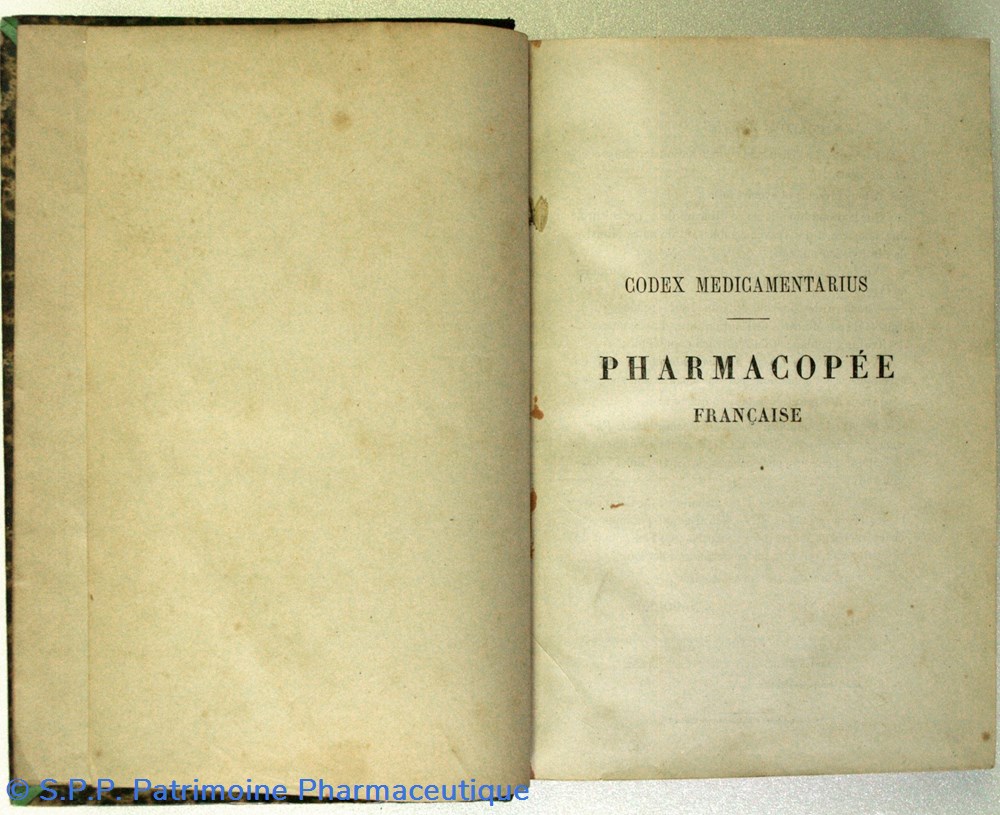 CODEX MEDICAMENTARIUS
PHARMACOPÉE
FRANÇAISE
© S.P.P. Patrimoine Pharmaceutique